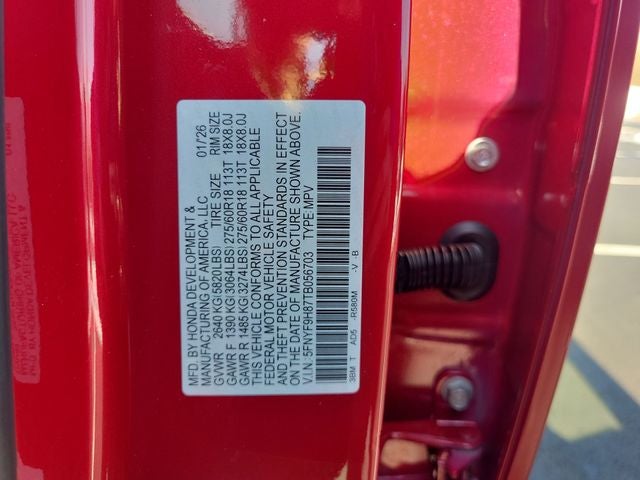 MFD. BY HONDA DEVELOPMENT &
MANUFACTURING OF AMERICA, LLC 01/26
GVWR 2640 KG(5820LBS) TIRE SIZE RIM SIZE
GAWR F 1390 KG(3064LBS) 275/60R18 113T 18X8.0J
GAWR R 1485 KG(3274LBS) 275/60R18 113T 18X8.0J
THIS VEHICLE CONFORMS TO ALL APPLICABLE
FEDERAL MOTOR VEHICLE SAFETY
AND THEFT PREVENTION STANDARDS IN EFFECT
ON THE DATE OF MANUFACTURE SHOWN ABOVE.
V.I.N: 5FNYF9H87TB056703 TYPE:MPV
3BM T AD5 -R580M -V -B